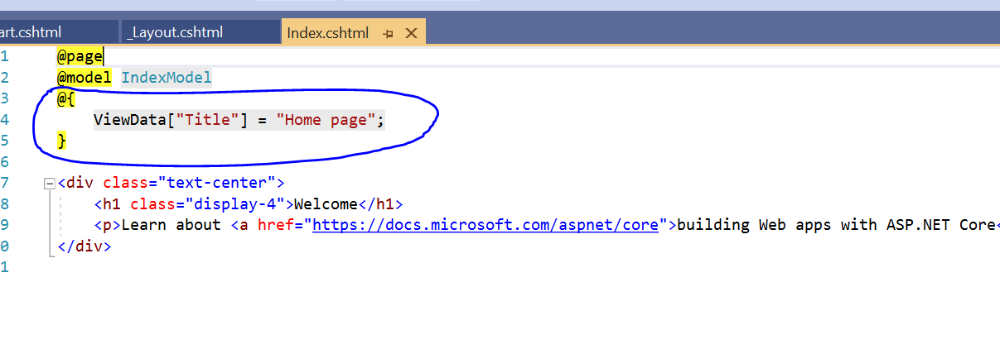 art.cshtml _Layout.cshtml Index.cshtml
1 @page
2 @model IndexModel
3 @{
4 ViewData["Title"] = "Home page";
5 }
6
7 <div class="text-center">
8 <h1 class="display-4">Welcome</h1>
9 <p>Learn about <a href="https://docs.microsoft.com/aspnet/core">building Web apps with ASP.NET Core<
0 </div>
1